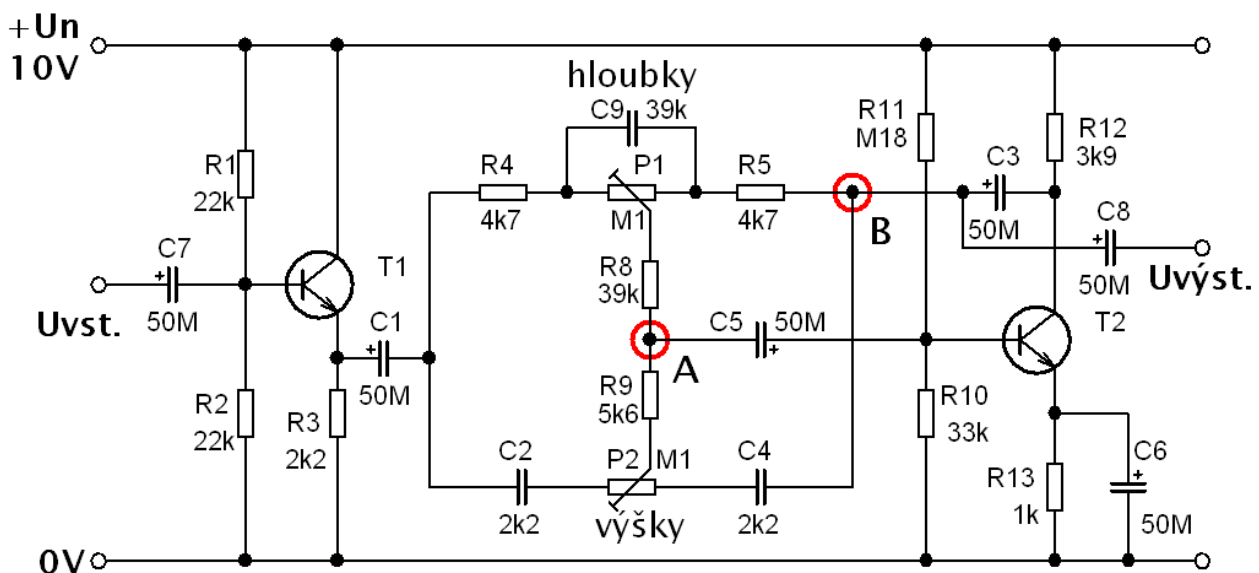 +Un
10V
hloubky
C9 39k
R11
M18
R12
3k9
R1
22k
R4
4k7
P1
M1
R5
4k7
C3
50M
B
C8
50M
C7
50M
Uvst.
T1
R8
39k
Uvýst.
C1
50M
C5 50M
A
T2
R2
22k
R3
2k2
R9
5k6
R10
33k
C2
2k2
P2 M1
C4
2k2
R13
1k
C6
50M
výšky
0V